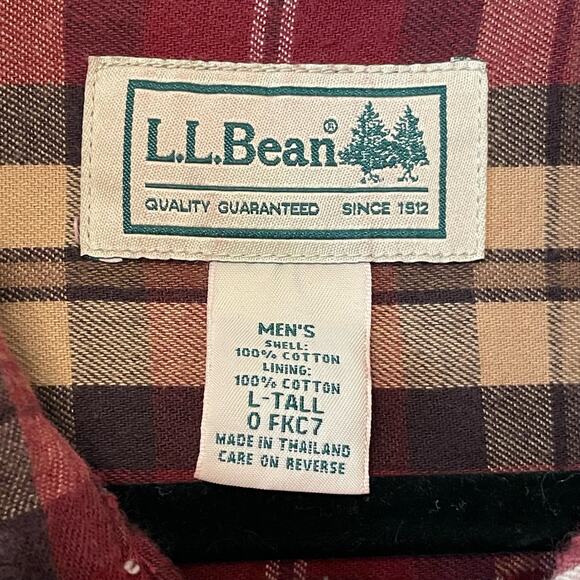 L.L.Bean®
QUALITY GUARANTEED SINCE 1912
MEN'S
SHELL:
100% COTTON
LINING:
100% COTTON
L-TALL
0 FKC7
MADE IN THAILAND
CARE ON REVERSE